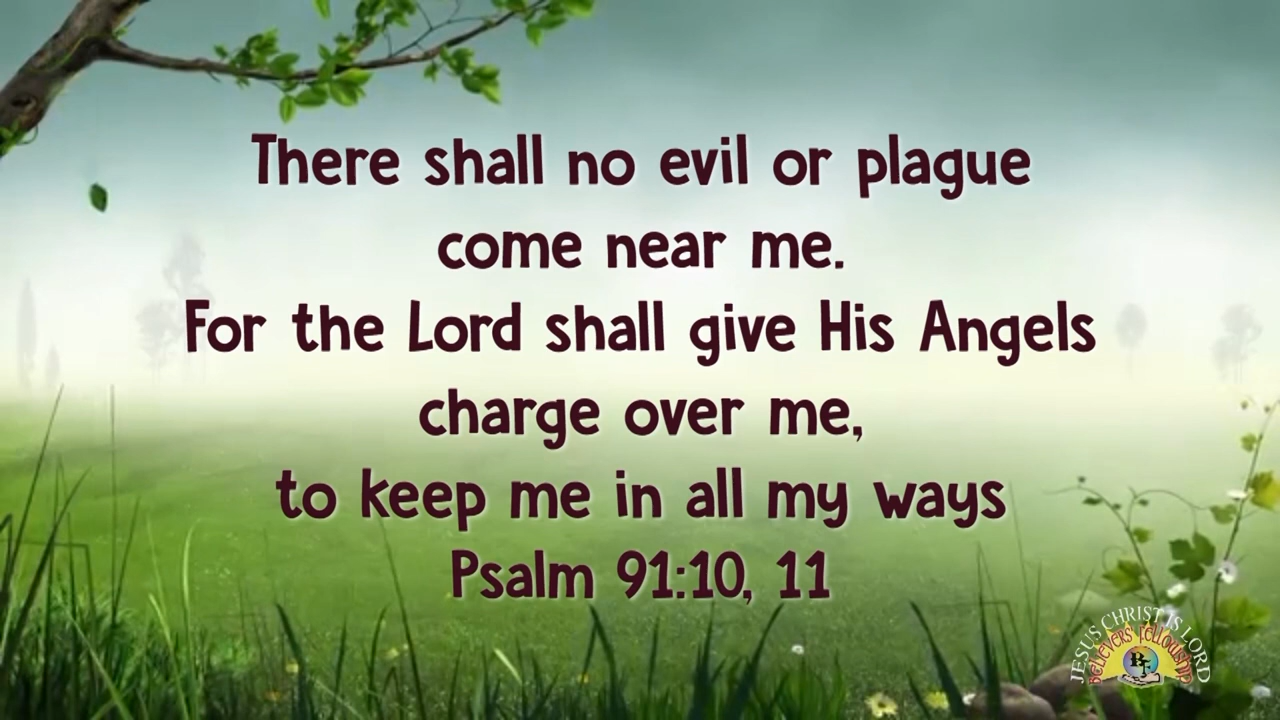 There shall no evil or plague
come near me.
For the Lord shall give His Angels
charge over me,
to keep me in all my ways
Psalm 91:10, 11
JESUS CHRIST IS LORD
BELIEVERS' FELLOWSHIP
BF